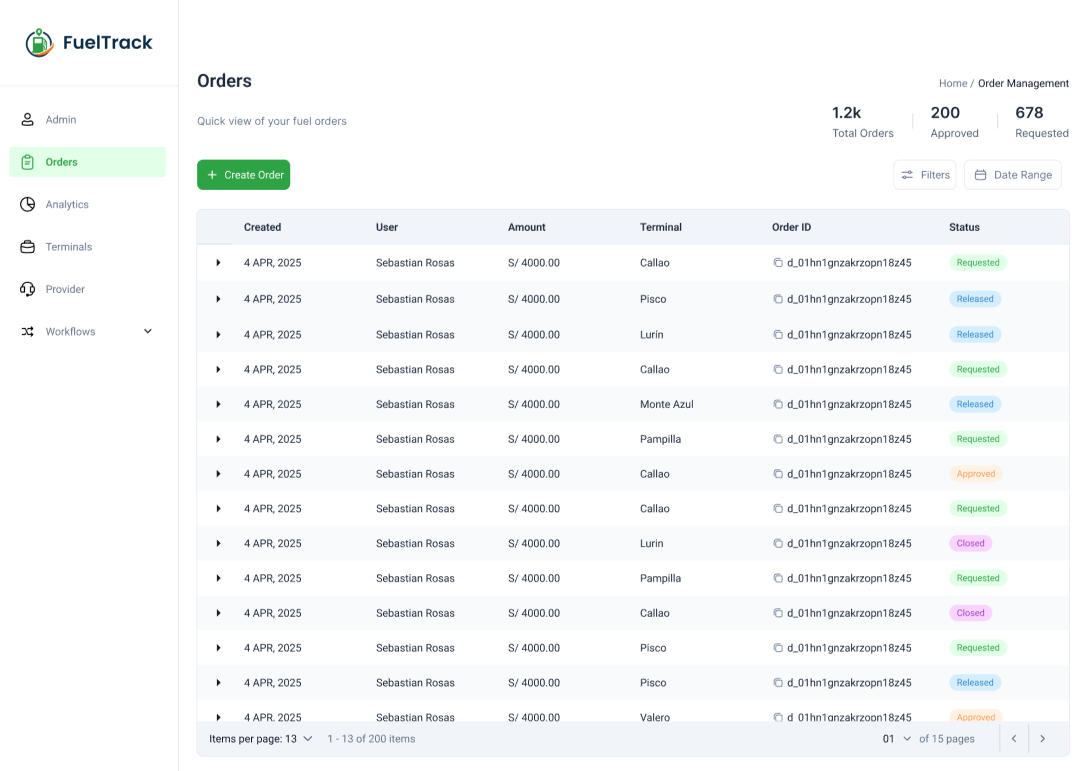 FuelTrack
Admin
Orders
Analytics
Terminals
Provider
Workflows
Orders
Home / Order Management
Quick view of your fuel orders
1.2k 200 678
Total Orders Approved Requested
+ Create Order
Filters Date Range
Created User Amount Terminal Order ID Status
4 APR, 2025 Sebastian Rosas S/ 4000.00 Callao d_01hn1gnzakrzopn18z45 Requested
4 APR, 2025 Sebastian Rosas S/ 4000.00 Pisco d_01hn1gnzakrzopn18z45 Released
4 APR, 2025 Sebastian Rosas S/ 4000.00 Lurín d_01hn1gnzakrzopn18z45 Released
4 APR, 2025 Sebastian Rosas S/ 4000.00 Callao d_01hn1gnzakrzopn18z45 Requested
4 APR, 2025 Sebastian Rosas S/ 4000.00 Monte Azul d_01hn1gnzakrzopn18z45 Released
4 APR, 2025 Sebastian Rosas S/ 4000.00 Pampilla d_01hn1gnzakrzopn18z45 Requested
4 APR, 2025 Sebastian Rosas S/ 4000.00 Callao d_01hn1gnzakrzopn18z45 Approved
4 APR, 2025 Sebastian Rosas S/ 4000.00 Callao d_01hn1gnzakrzopn18z45 Requested
4 APR, 2025 Sebastian Rosas S/ 4000.00 Lurin d_01hn1gnzakrzopn18z45 Closed
4 APR, 2025 Sebastian Rosas S/ 4000.00 Pampilla d_01hn1gnzakrzopn18z45 Requested
4 APR, 2025 Sebastian Rosas S/ 4000.00 Callao d_01hn1gnzakrzopn18z45 Closed
4 APR, 2025 Sebastian Rosas S/ 4000.00 Pisco d_01hn1gnzakrzopn18z45 Requested
4 APR, 2025 Sebastian Rosas S/ 4000.00 Pisco d_01hn1gnzakrzopn18z45 Released
4 APR, 2025 Sebastian Rosas S/ 4000.00 Valero d_01hn1gnzakrzopn18z45 Approved
Items per page: 13 1 - 13 of 200 items 01 of 15 pages